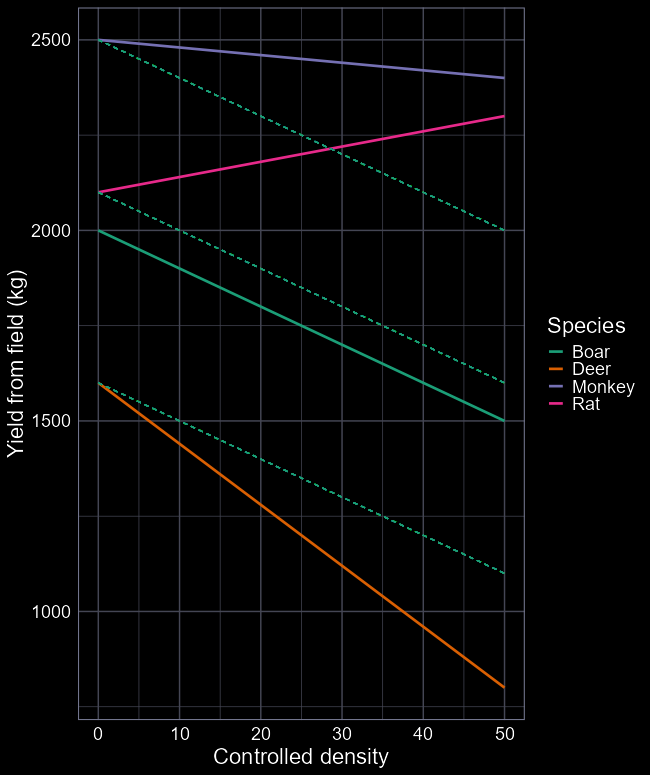 2500
2000
1500
1000
Yield from field (kg)
0 10 20 30 40 50
Controlled density
Species
Boar
Deer
Monkey
Rat